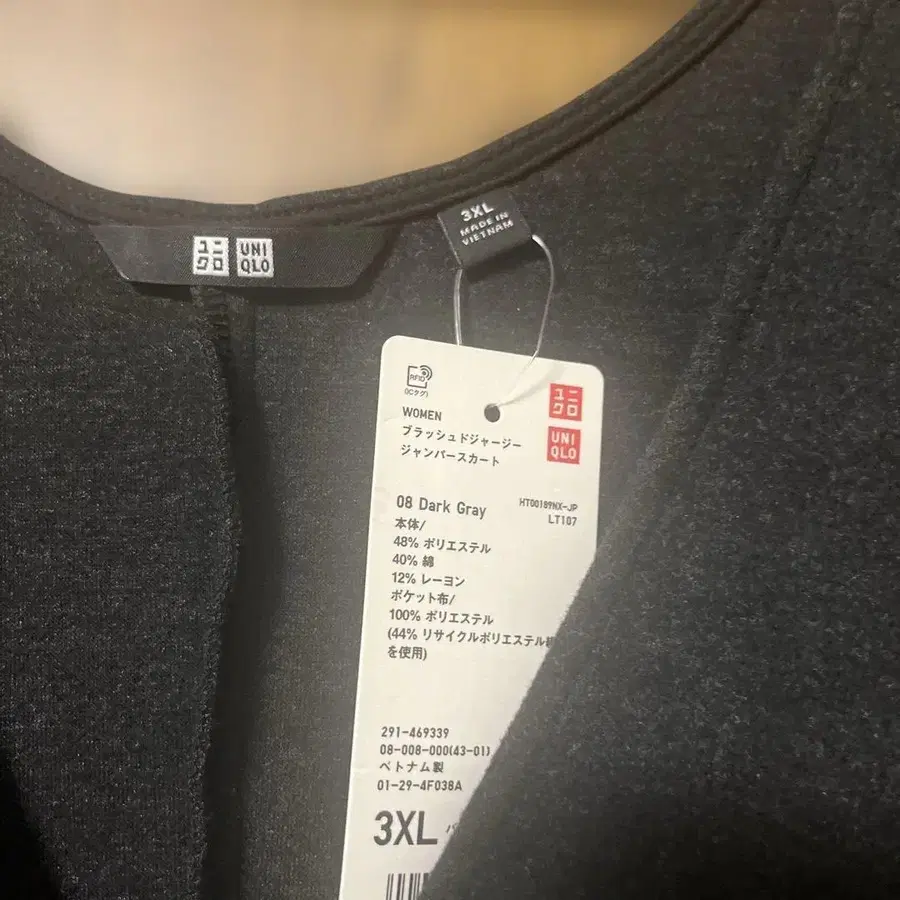 ユニ
クロ
UNI
QLO
3XL
MADE IN
VIETNAM
RFID
(ICタグ)
ユニ
クロ
UNI
QLO
WOMEN
ブラッシュドジャージー
ジャンパースカート
08 Dark Gray
HT00189NX-JP
LT107
本体/
48% ポリエステル
40% 綿
12% レーヨン
ポケット布/
100% ポリエステル
(44% リサイクルポリエステル繊
を使用)
291-469339
08-008-000(43-01)
ベトナム製
01-29-4F038A
3XL